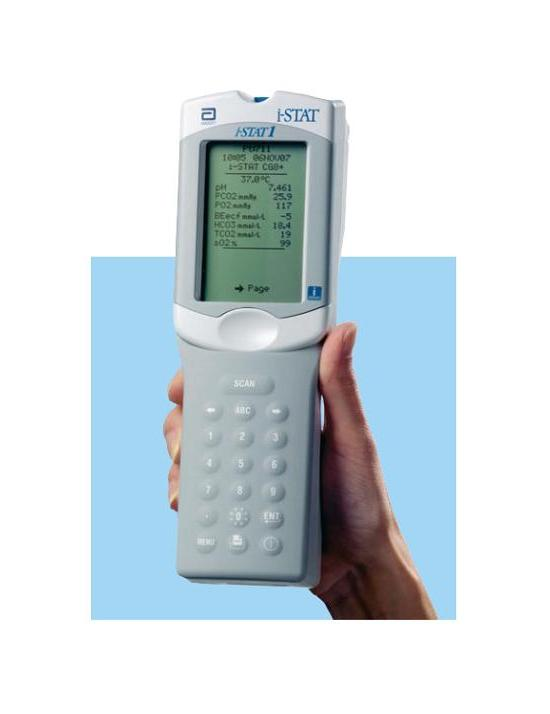 i-STAT
i-STAT 1
10:05 06NOV07
i-STAT CG8+
37.0°C
pH 7.461
PCO2 mmHg 25.9
PO2 mmHg 117
BEecf mmol/L -5
HCO3 mmol/L 18.4
TCO2 mmol/L 19
sO2 % 99
→ Page
i
SCAN
← ABC →
1 2 3
4 5 6
7 8 9
. 0 ENT
MENU